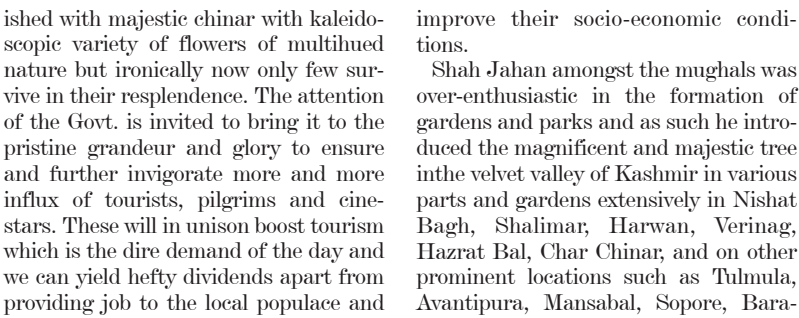 ished with majestic chinar with kaleido-
scopic variety of flowers of multihued
nature but ironically now only few sur-
vive in their resplendence. The attention
of the Govt. is invited to bring it to the
pristine grandeur and glory to ensure
and further invigorate more and more
influx of tourists, pilgrims and cine-
stars. These will in unison boost tourism
which is the dire demand of the day and
we can yield hefty dividends apart from
providing job to the local populace and
improve their socio-economic condi-
tions.
Shah Jahan amongst the mughals was
over-enthusiastic in the formation of
gardens and parks and as such he intro-
duced the magnificent and majestic tree
inthe velvet valley of Kashmir in various
parts and gardens extensively in Nishat
Bagh, Shalimar, Harwan, Verinag,
Hazrat Bal, Char Chinar, and on other
prominent locations such as Tulmula,
Avantipura, Mansabal, Sopore, Bara-